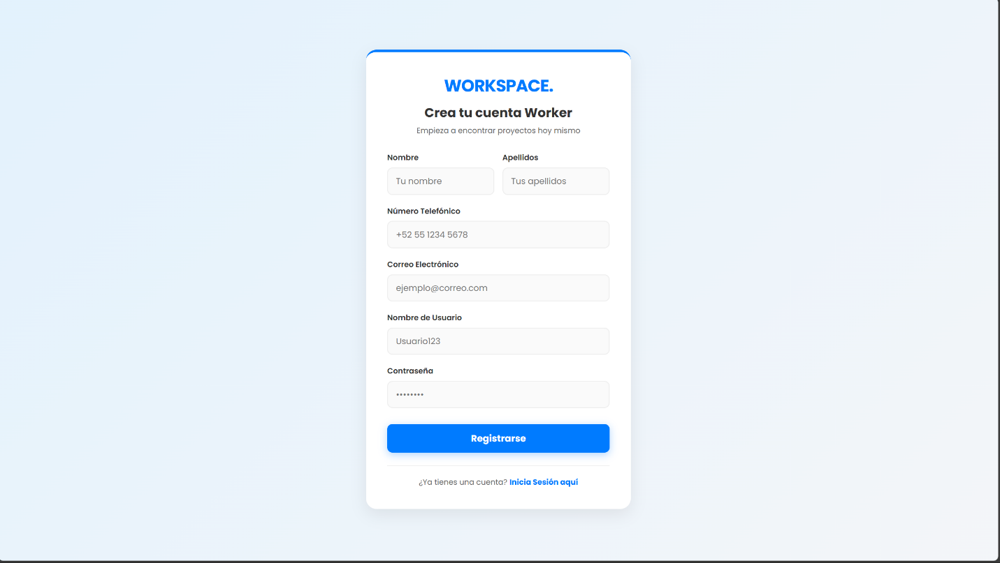 WORKSPACE.
Crea tu cuenta Worker
Empieza a encontrar proyectos hoy mismo
Nombre
Apellidos
Tu nombre
Tus apellidos
Número Telefónico
+52 55 1234 5678
Correo Electrónico
ejemplo@correo.com
Nombre de Usuario
Usuario123
Contraseña
••••••••
Registrarse
¿Ya tienes una cuenta? Inicia Sesión aquí